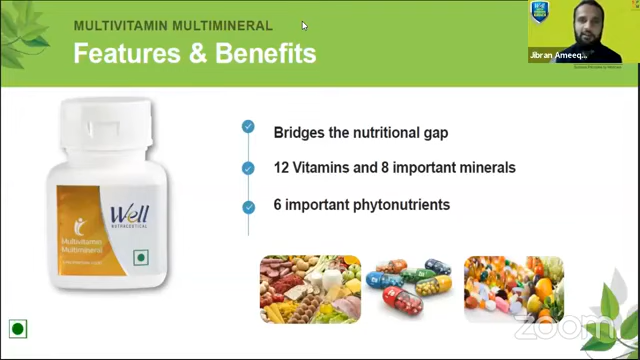 MULTIVITAMIN MULTIMINERAL
Features & Benefits
Jibran Ameeq...
Bridges the nutritional gap
12 Vitamins and 8 important minerals
6 important phytonutrients
Well
NUTRACEUTICAL
Multivitamin
Multimineral
zoom